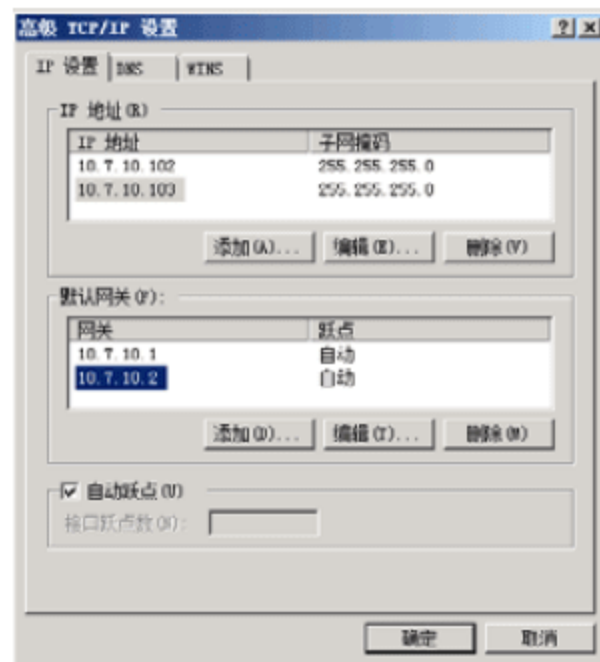 高级 TCP/IP 设置
IP 设置 DNS WINS
IP 地址(R)
IP 地址 子网掩码
10.7.10.102 255.255.255.0
10.7.10.103 255.255.255.0
添加(A)... 编辑(E)... 删除(V)
默认网关(F):
网关 跃点
10.7.10.1 自动
10.7.10.2 自动
添加(D)... 编辑(T)... 删除(M)
自动跃点(U)
接口跃点数(N):
确定 取消